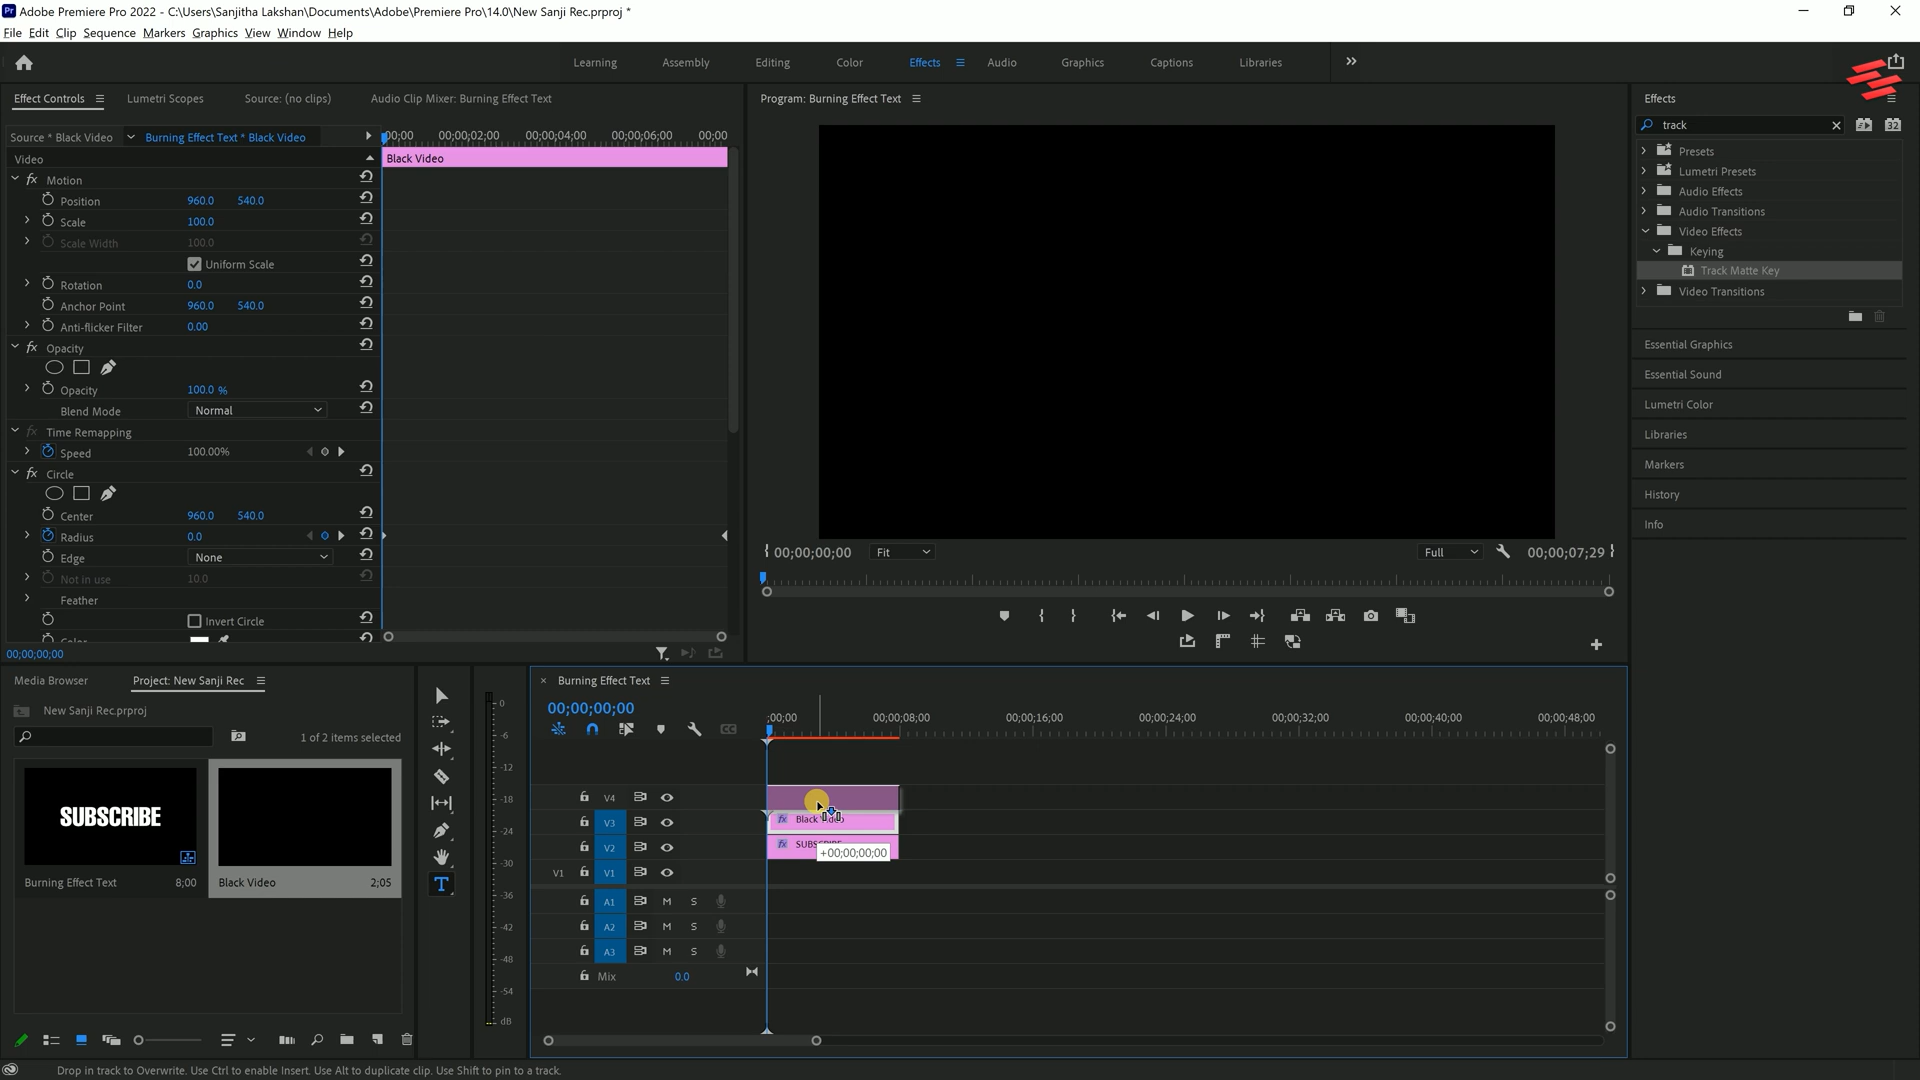 Pr Adobe Premiere Pro 2022 - C:\Users\Sanjitha Lakshan\Documents\Adobe\Premiere Pro\14.0\New Sanji Rec.prproj *
File Edit Clip Sequence Markers Graphics View Window Help
Learning Assembly Editing Color Effects Audio Graphics Captions Libraries
Effect Controls Lumetri Scopes Source: (no clips) Audio Clip Mixer: Burning Effect Text
Source * Black Video Burning Effect Text * Black Video
00;00 00;00;02;00 00;00;04;00 00;00;06;00 00;00
Video Black Video
fx Motion
Position 960.0 540.0
Scale 100.0
Scale Width 100.0
Uniform Scale
Rotation 0.0
Anchor Point 960.0 540.0
Anti-flicker Filter 0.00
fx Opacity
Opacity 100.0 %
Blend Mode Normal
fx Time Remapping
Speed 100.00%
fx Circle
Center 960.0 540.0
Radius 0.0
Edge None
Not in use 10.0
Feather
Invert Circle
Color
00;00;00;00
Program: Burning Effect Text
00;00;00;00 Fit Full 00;00;07;29
Effects
track
32
Presets
Lumetri Presets
Audio Effects
Audio Transitions
Video Effects
Keying
Track Matte Key
Video Transitions
Essential Graphics
Essential Sound
Lumetri Color
Libraries
Markers
History
Info
Media Browser Project: New Sanji Rec
New Sanji Rec.prproj
1 of 2 items selected
SUBSCRIBE
Burning Effect Text 8;00 Black Video 2;05
0
-6
-12
-18
-24
-30
-36
-42
-48
-54
dB
Burning Effect Text
00;00;00;00
;00;00 00;00;08;00 00;00;16;00 00;00;24;00 00;00;32;00 00;00;40;00 00;00;48;00
V4
V3 fx Black
V2 fx
V1 V1
+00;00;00;00
A1 M S
A2 M S
A3 M S
Mix 0.0
Drop in track to Overwrite. Use Ctrl to enable Insert. Use Alt to duplicate clip. Use Shift to pin to a track.